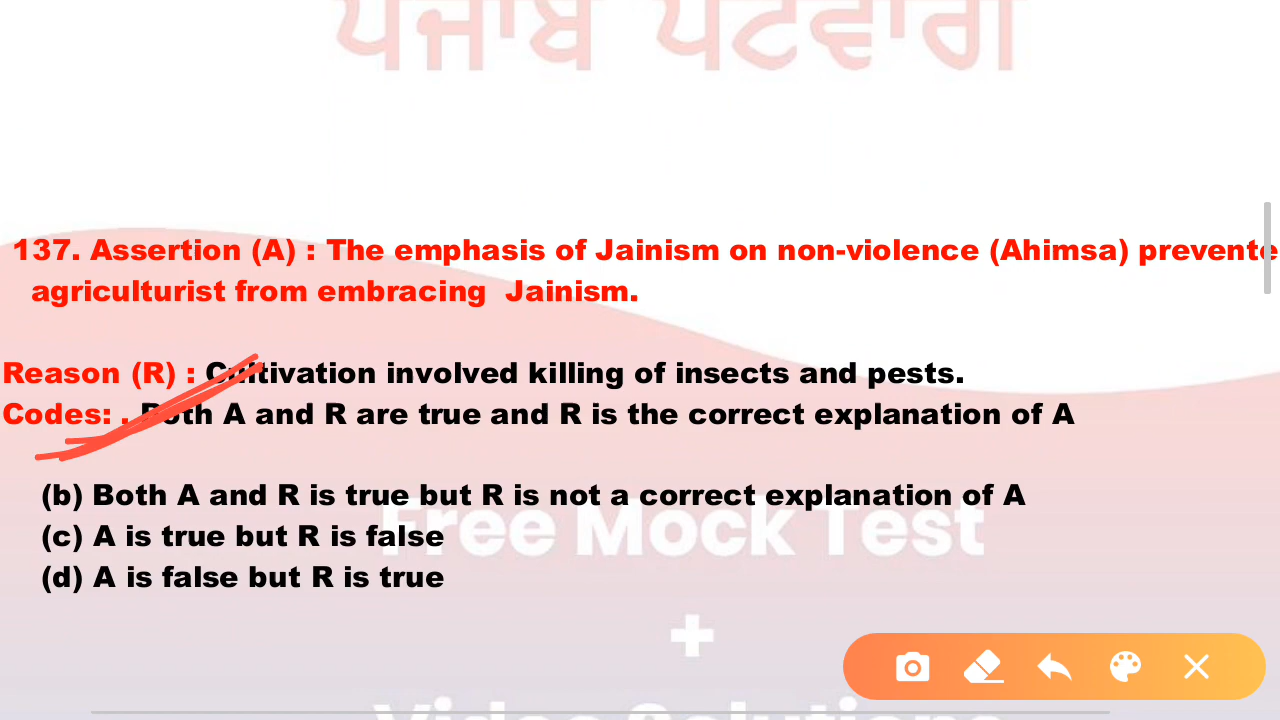 ਪੰਜਾਬ ਪਟਵਾਰੀ
137. Assertion (A) : The emphasis of Jainism on non-violence (Ahimsa) prevente
agriculturist from embracing Jainism.
Reason (R) : Cultivation involved killing of insects and pests.
Codes: . Both A and R are true and R is the correct explanation of A
(b) Both A and R is true but R is not a correct explanation of A
(c) A is true but R is false
(d) A is false but R is true
Free Mock Test
+
Video Solutions